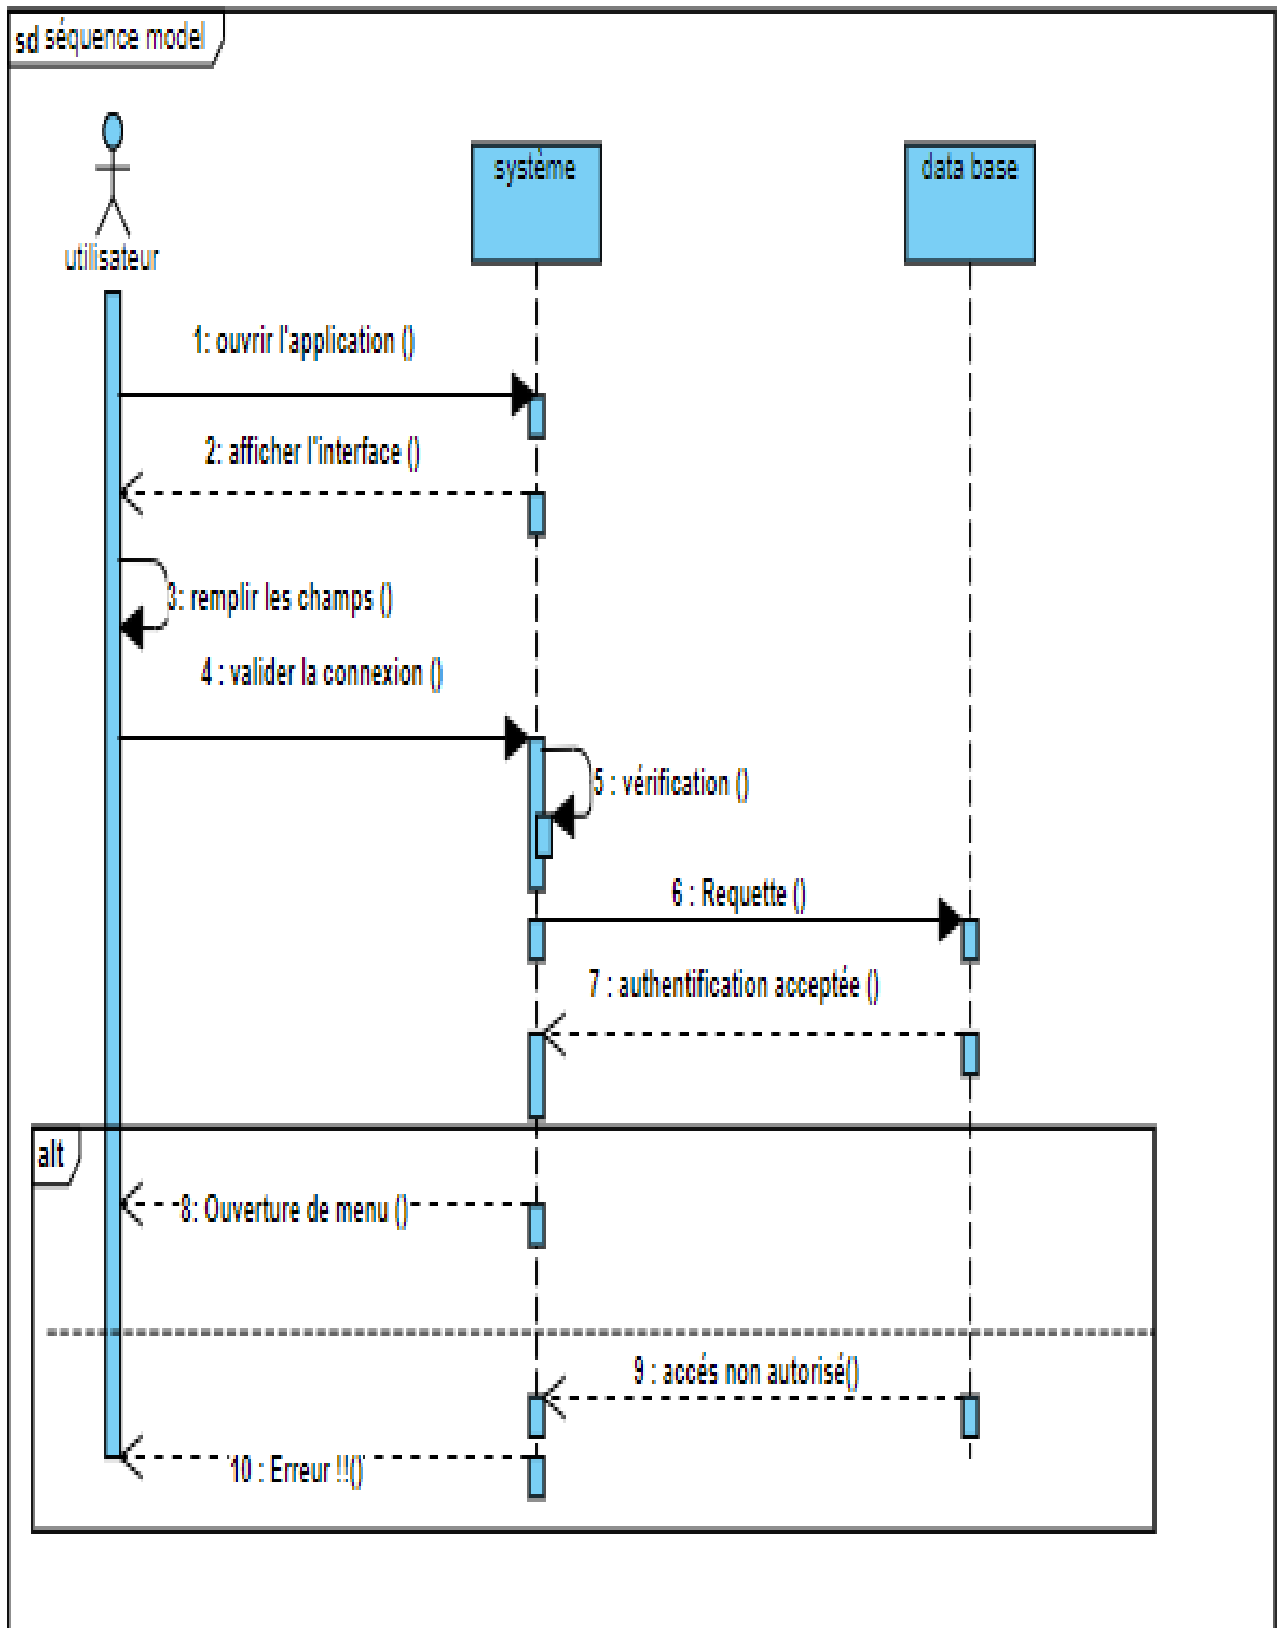 sd séquence model
utilisateur
système
data base
1: ouvrir l'application ()
2: afficher l'interface ()
3: remplir les champs ()
4 : valider la connexion ()
5 : vérification ()
6 : Requette ()
7 : authentification acceptée ()
alt
8: Ouverture de menu ()
9 : accés non autorisé()
10 : Erreur !!()